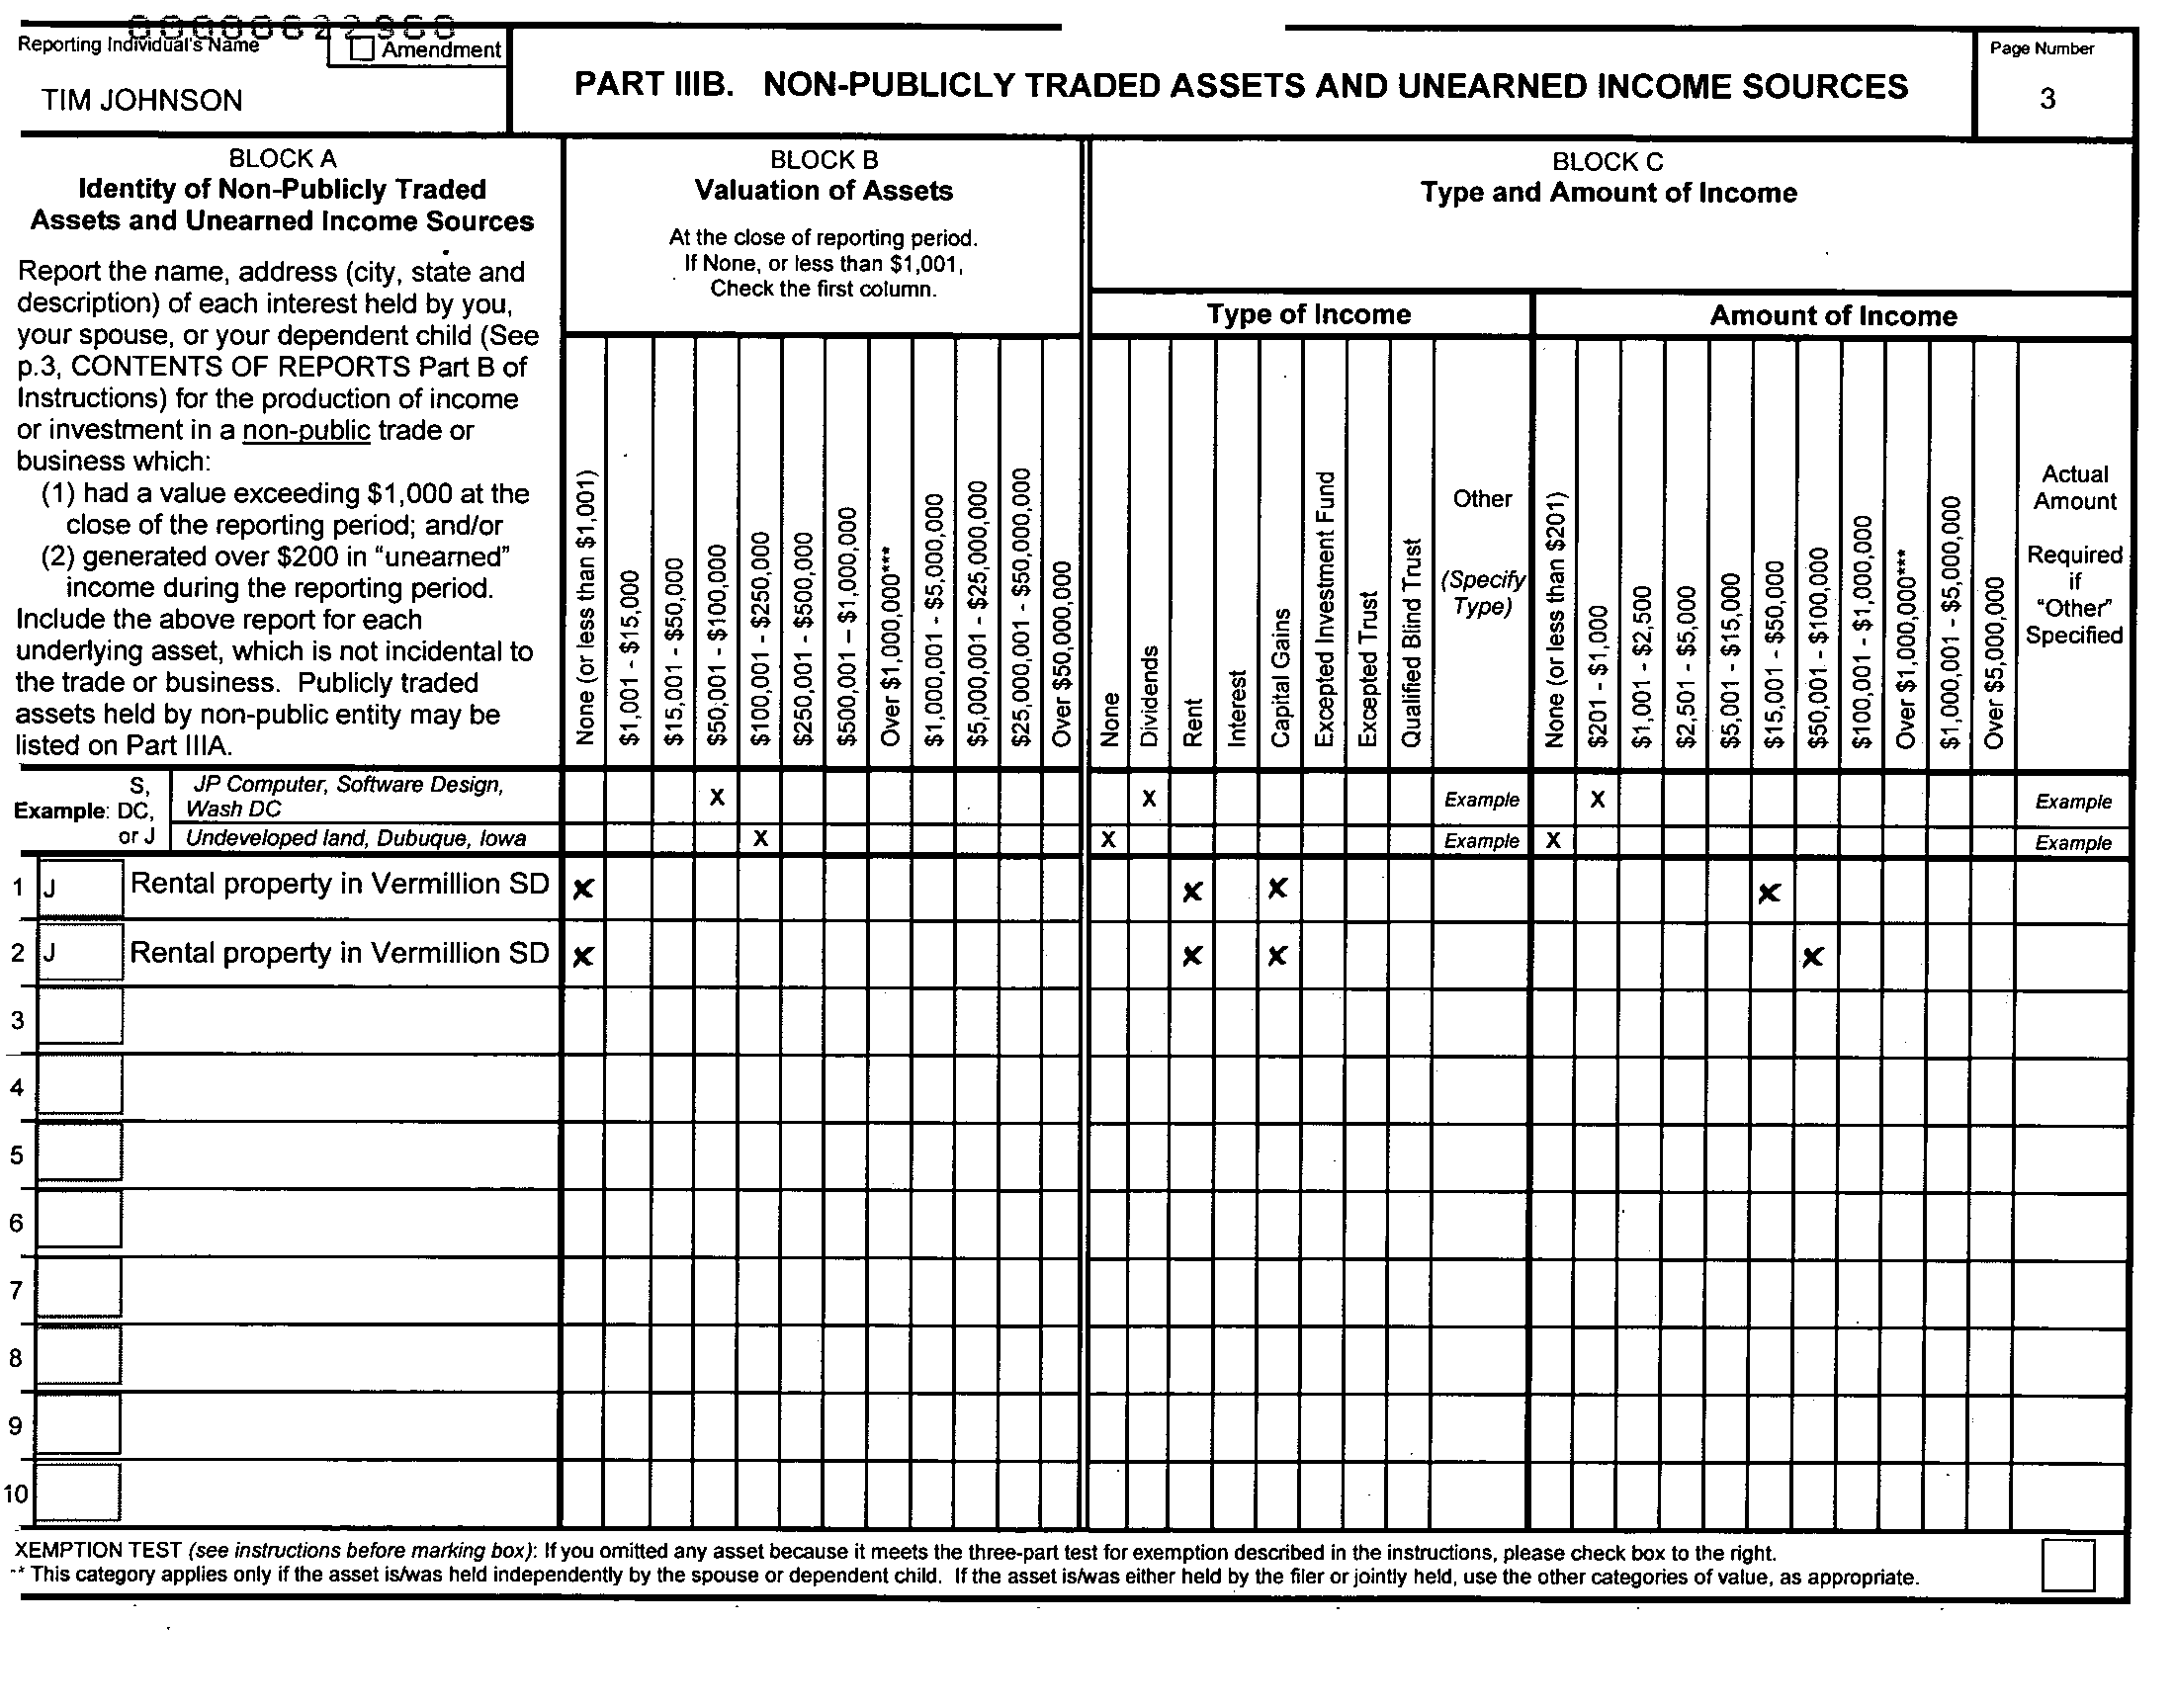 00000622960
Reporting Individual's Name
Amendment
TIM JOHNSON
PART IIIB. NON-PUBLICLY TRADED ASSETS AND UNEARNED INCOME SOURCES
Page Number
3
BLOCK A
Identity of Non-Publicly Traded
Assets and Unearned Income Sources
Report the name, address (city, state and
description) of each interest held by you,
your spouse, or your dependent child (See
p.3, CONTENTS OF REPORTS Part B of
Instructions) for the production of income
or investment in a non-public trade or
business which:
(1) had a value exceeding $1,000 at the
close of the reporting period; and/or
(2) generated over $200 in "unearned"
income during the reporting period.
Include the above report for each
underlying asset, which is not incidental to
the trade or business. Publicly traded
assets held by non-public entity may be
listed on Part IIIA.
BLOCK B
Valuation of Assets
At the close of reporting period.
If None, or less than $1,001,
Check the first column.
None (or less than $1,001)
$1,001 - $15,000
$15,001 - $50,000
$50,001 - $100,000
$100,001 - $250,000
$250,001 - $500,000
$500,001 – $1,000,000
Over $1,000,000***
$1,000,001 - $5,000,000
$5,000,001 - $25,000,000
$25,000,001 - $50,000,000
Over $50,000,000
BLOCK C
Type and Amount of Income
Type of Income
None
Dividends
Rent
Interest
Capital Gains
Excepted Investment Fund
Excepted Trust
Qualified Blind Trust
Other
(Specify
Type)
Amount of Income
None (or less than $201)
$201 - $1,000
$1,001 - $2,500
$2,501 - $5,000
$5,001 - $15,000
$15,001 - $50,000
$50,001 - $100,000
$100,001 - $1,000,000
Over $1,000,000***
$1,000,001 - $5,000,000
Over $5,000,000
Actual
Amount
Required
if
"Other"
Specified
Example: S, DC, or J
JP Computer, Software Design,
Wash DC
X X Example X Example
Undeveloped land, Dubuque, Iowa X X Example X Example
1 J Rental property in Vermillion SD X X X X
2 J Rental property in Vermillion SD X X X X
3
4
5
6
7
8
9
10
XEMPTION TEST (see instructions before marking box): If you omitted any asset because it meets the three-part test for exemption described in the instructions, please check box to the right.
** This category applies only if the asset is/was held independently by the spouse or dependent child. If the asset is/was either held by the filer or jointly held, use the other categories of value, as appropriate.